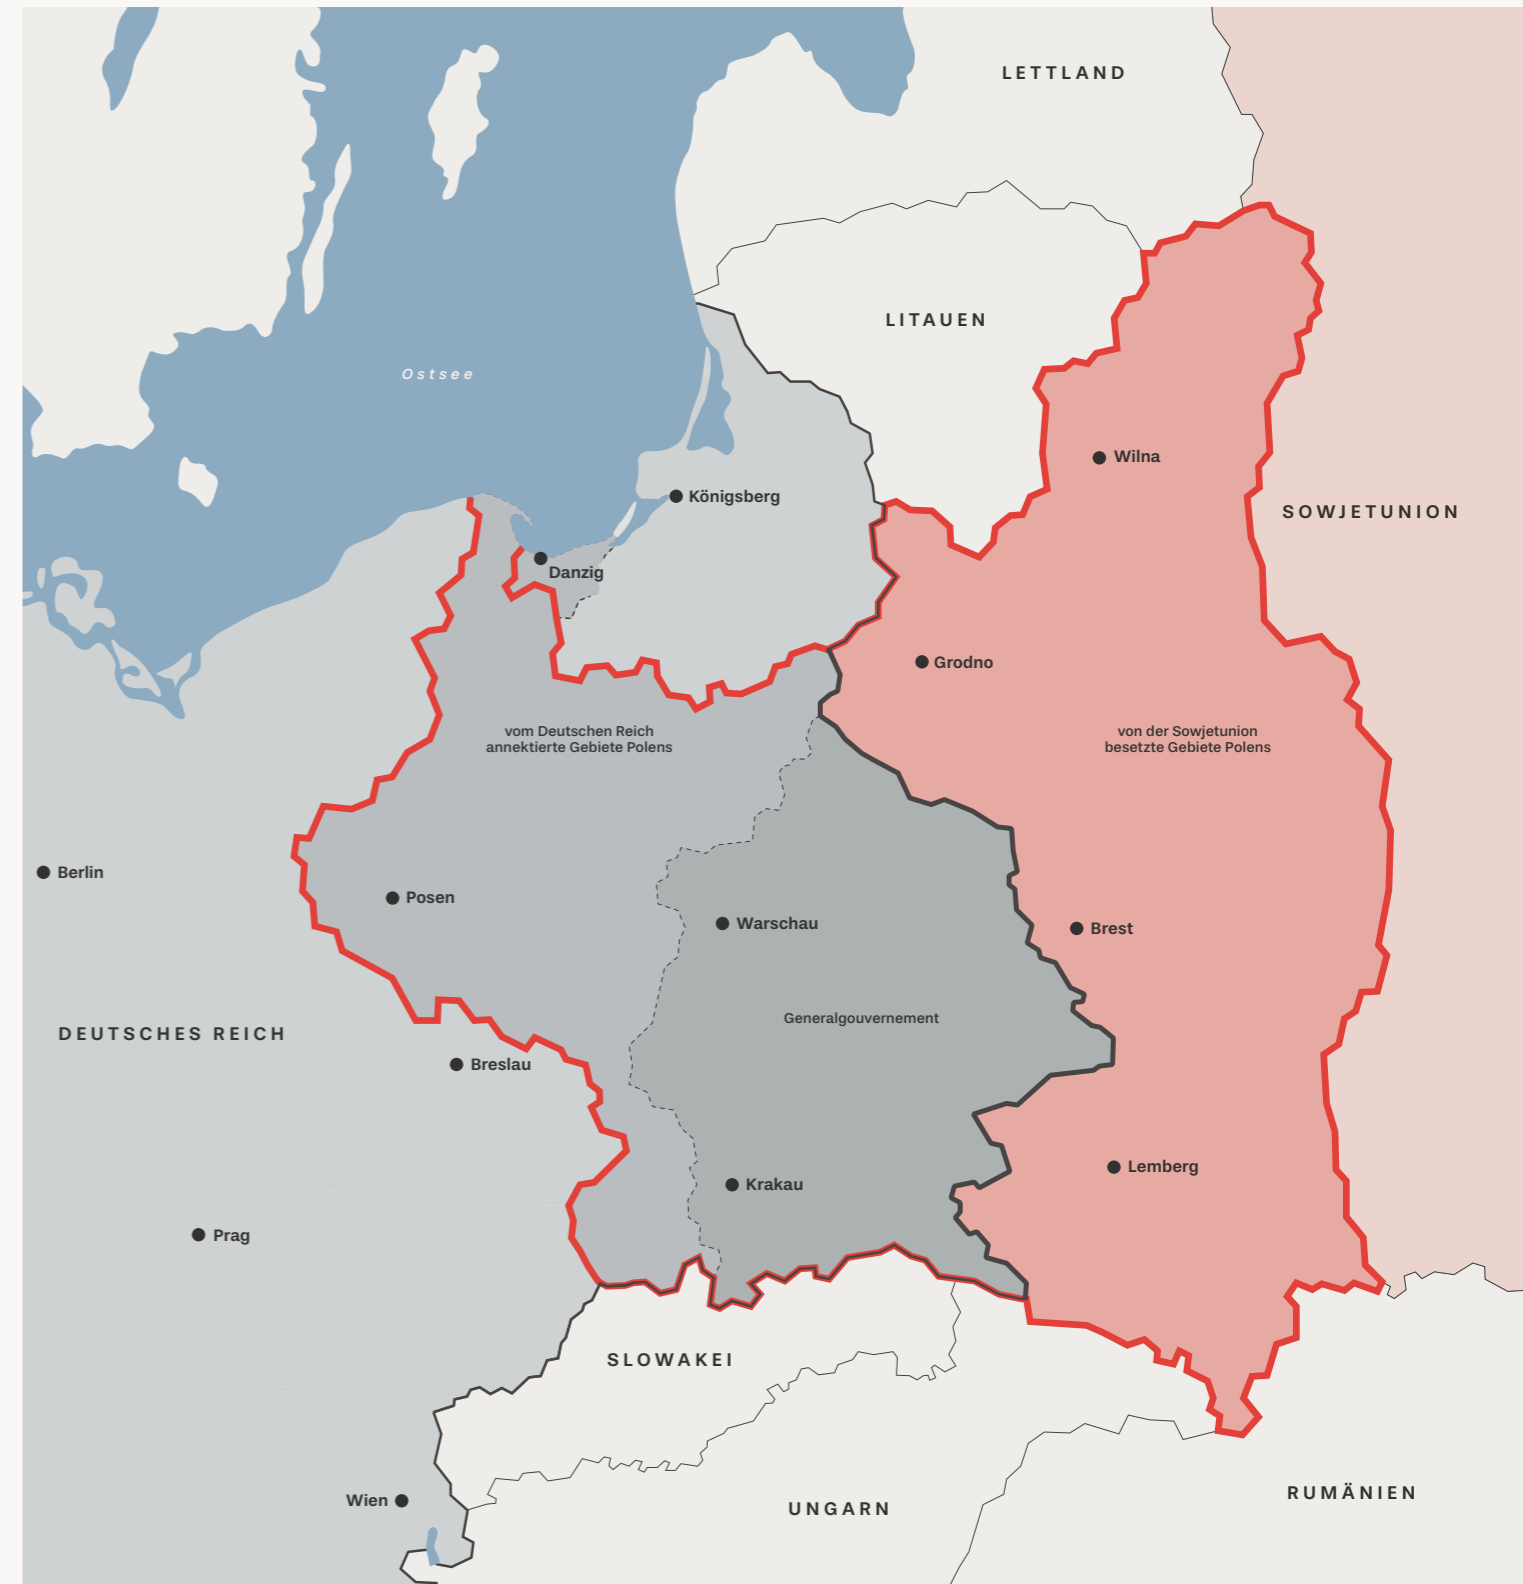 LETTLAND
LITAUEN
Ostsee
Wilna
Königsberg
SOWJETUNION
Danzig
Grodno
vom Deutschen Reich
annektierte Gebiete Polens
von der Sowjetunion
besetzte Gebiete Polens
Berlin
Posen
Warschau
Brest
Generalgouvernement
DEUTSCHES REICH
Breslau
Lemberg
Krakau
Prag
SLOWAKEI
RUMÄNIEN
Wien
UNGARN